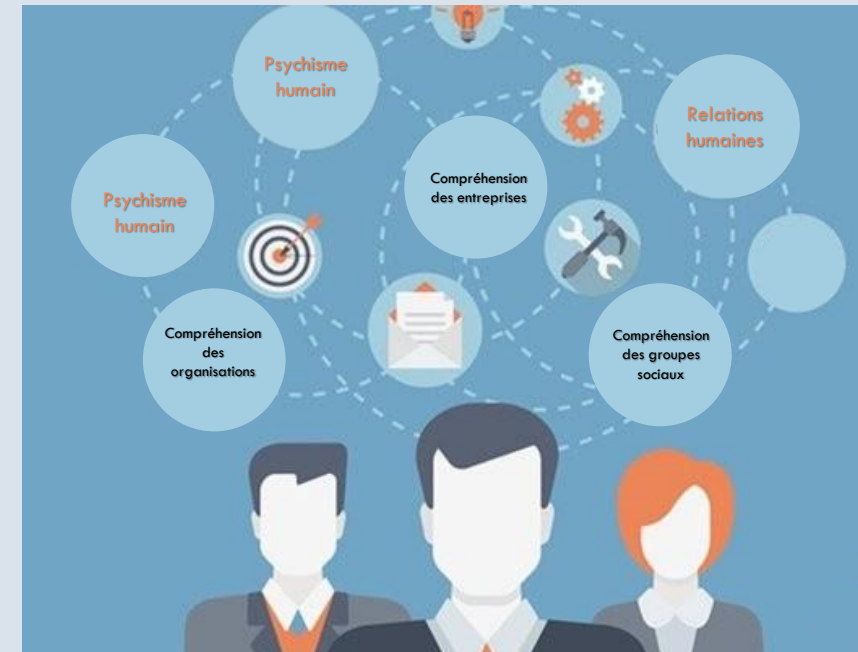 Psychisme
humain
Relations
humaines
Compréhension
des entreprises
Psychisme
humain
Compréhension
des
organisations
Compréhension
des groupes
sociaux